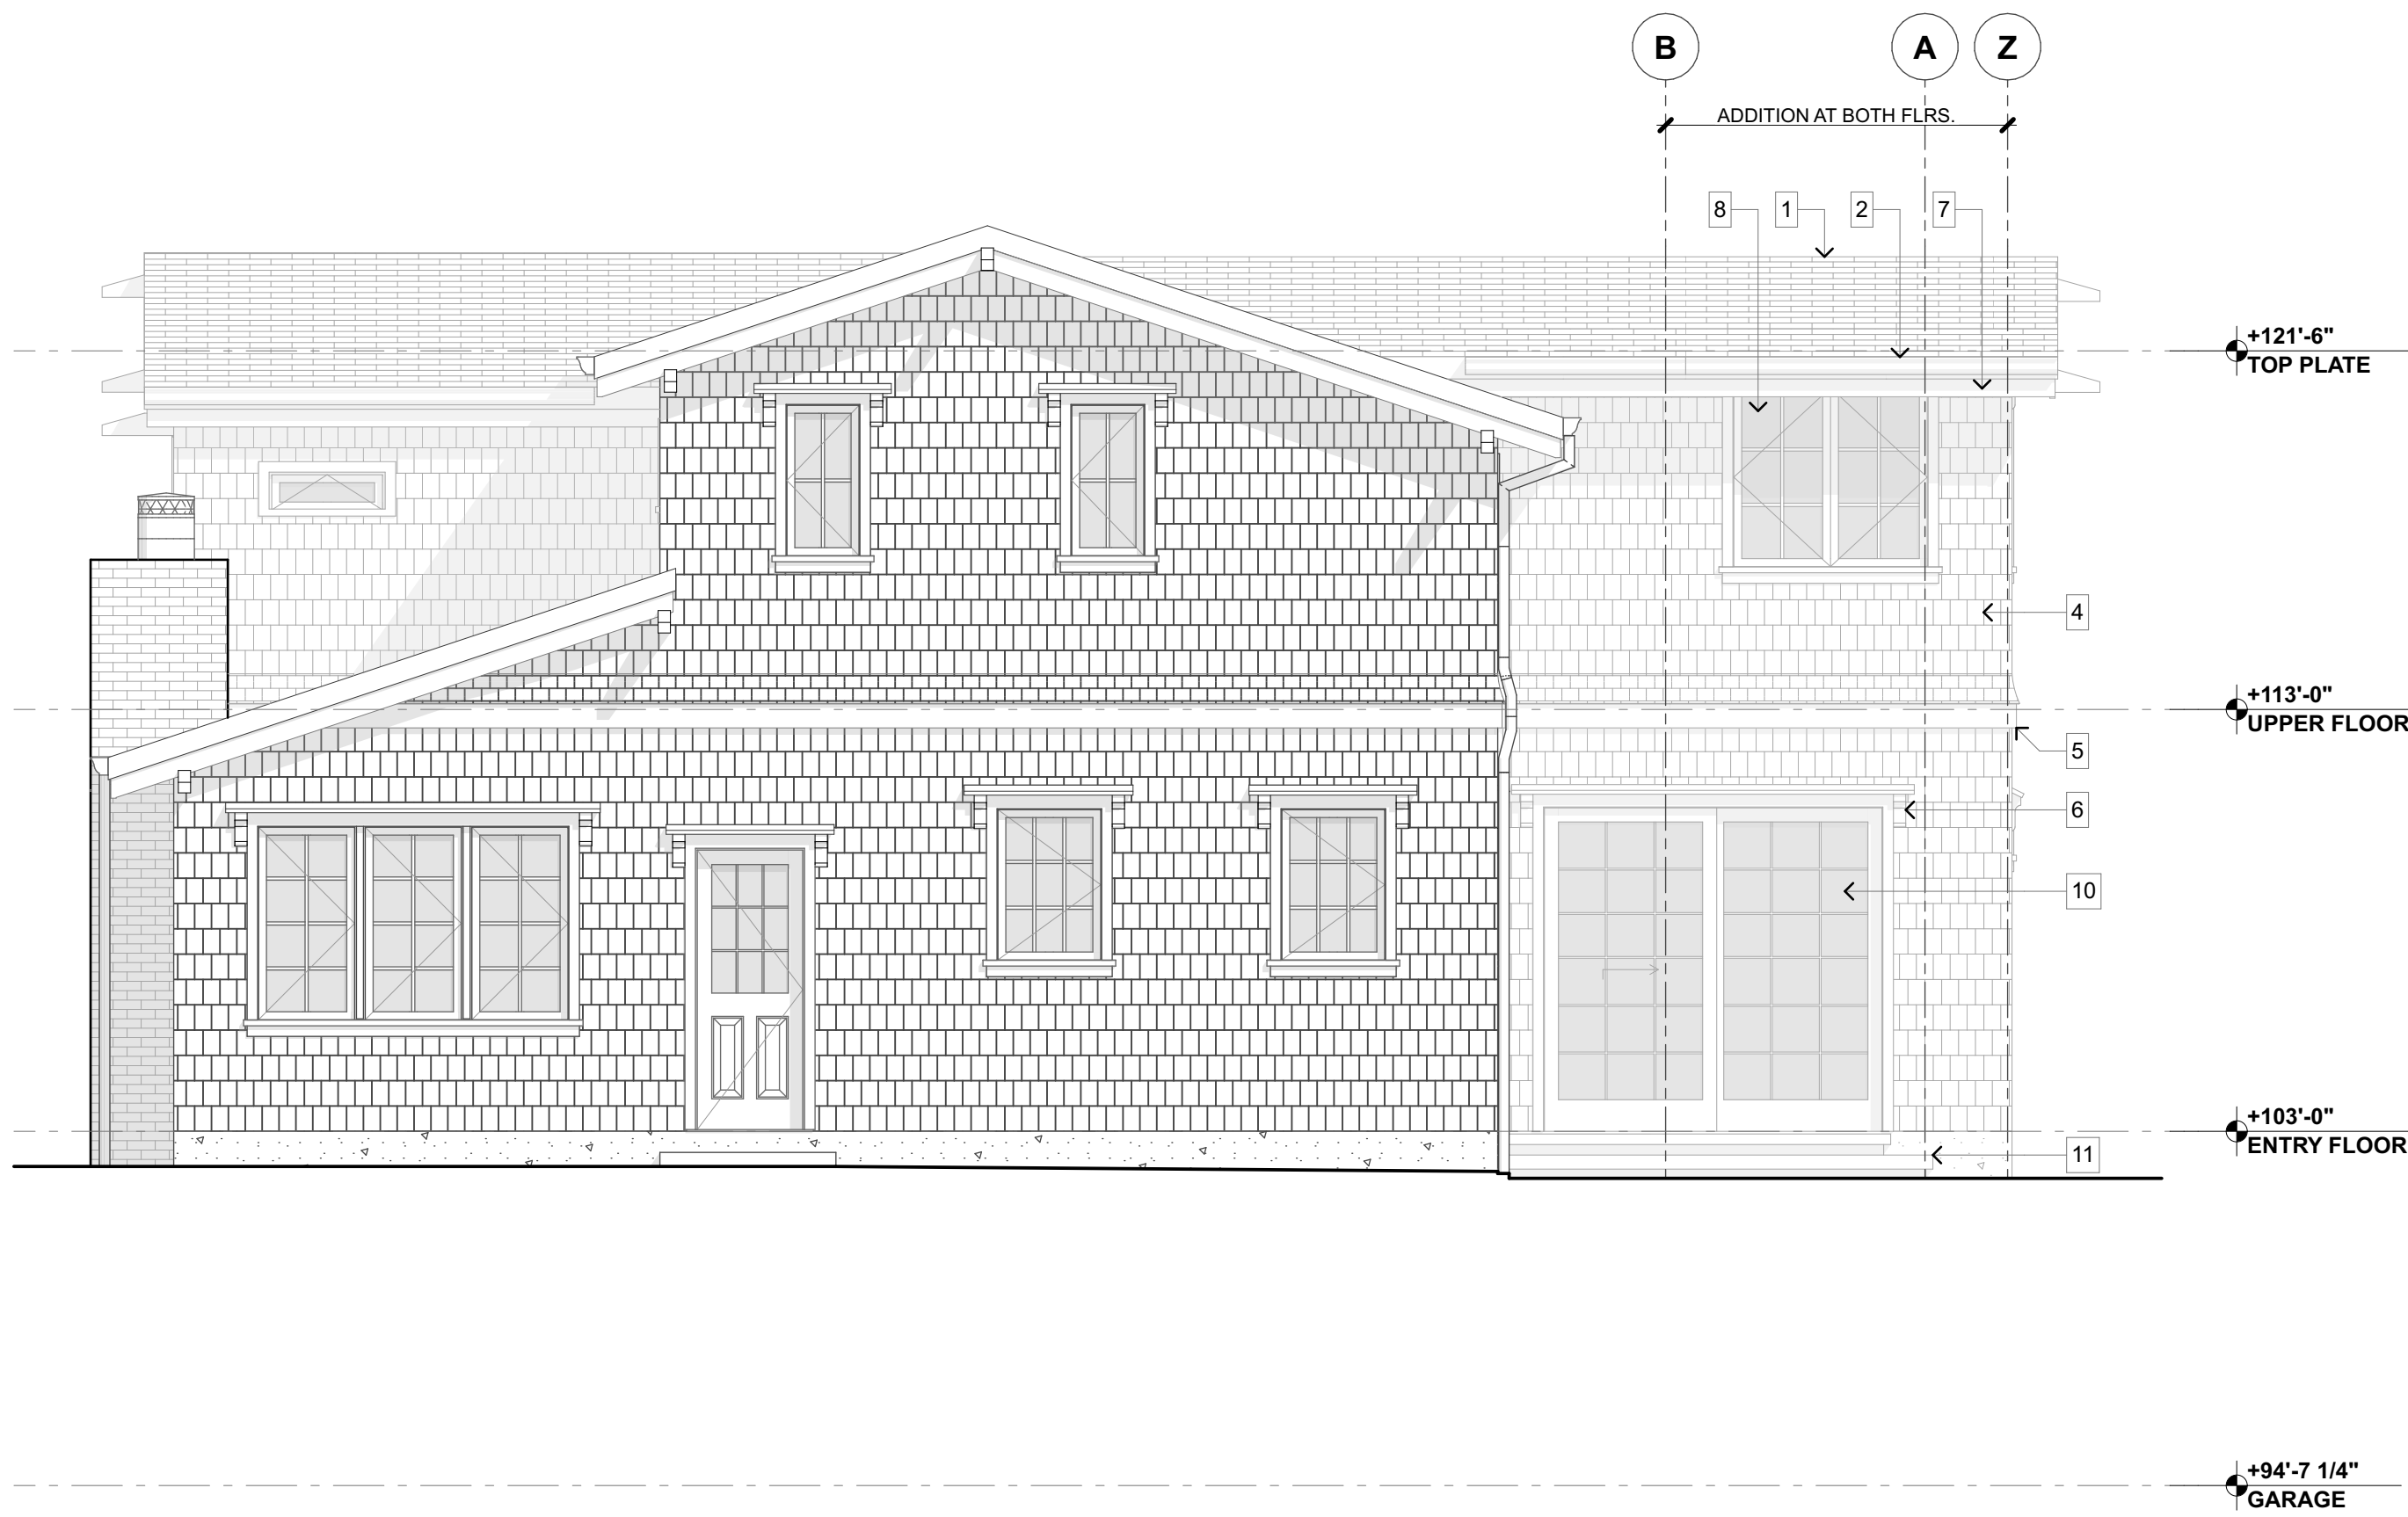 B A Z
ADDITION AT BOTH FLRS.
8 1 2 7
+121'-6"
TOP PLATE
4
+113'-0"
UPPER FLOOR
5
6
10
+103'-0"
ENTRY FLOOR
11
+94'-7 1/4"
GARAGE